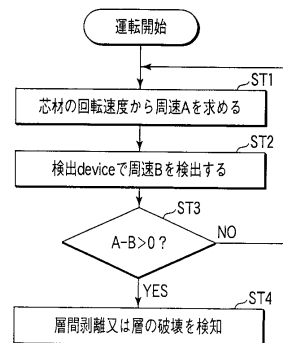 運転開始
ST1
芯材の回転速度から周速Aを求める
ST2
検出deviceで周速Bを検出する
ST3
A-B>0？
NO
YES
ST4
層間剥離又は層の破壊を検知